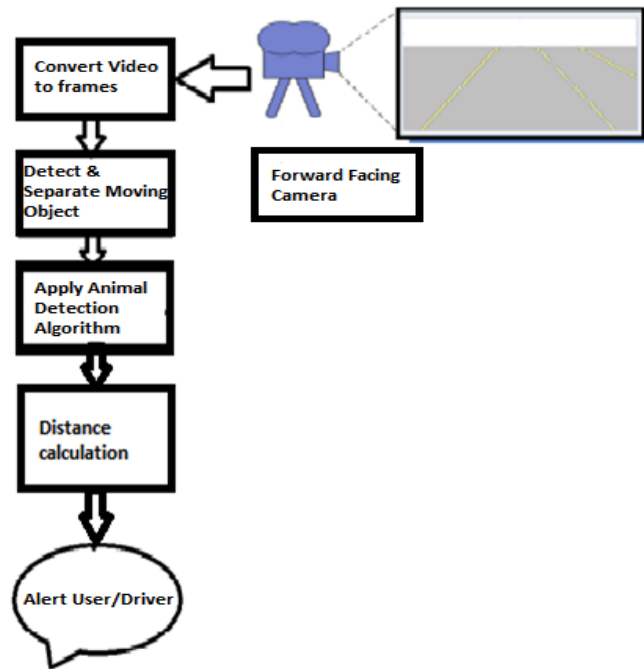 Convert Video
to frames
Forward Facing
Camera
Detect &
Separate Moving
Object
Apply Animal
Detection
Algorithm
Distance
calculation
Alert User/Driver